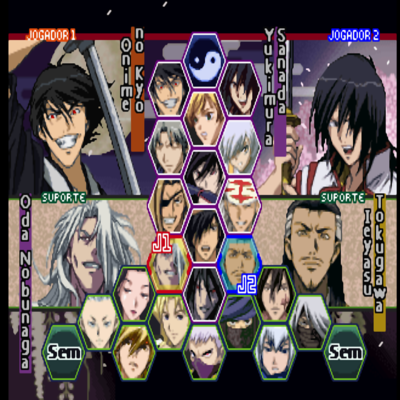 JOGADOR 1
JOGADOR 2
Onime
no Kyo
Sanada
Yukimura
SUPORTE
SUPORTE
Oda Nobunaga
Tokugawa
Ieyasu
J1
J2
Sem
Sem